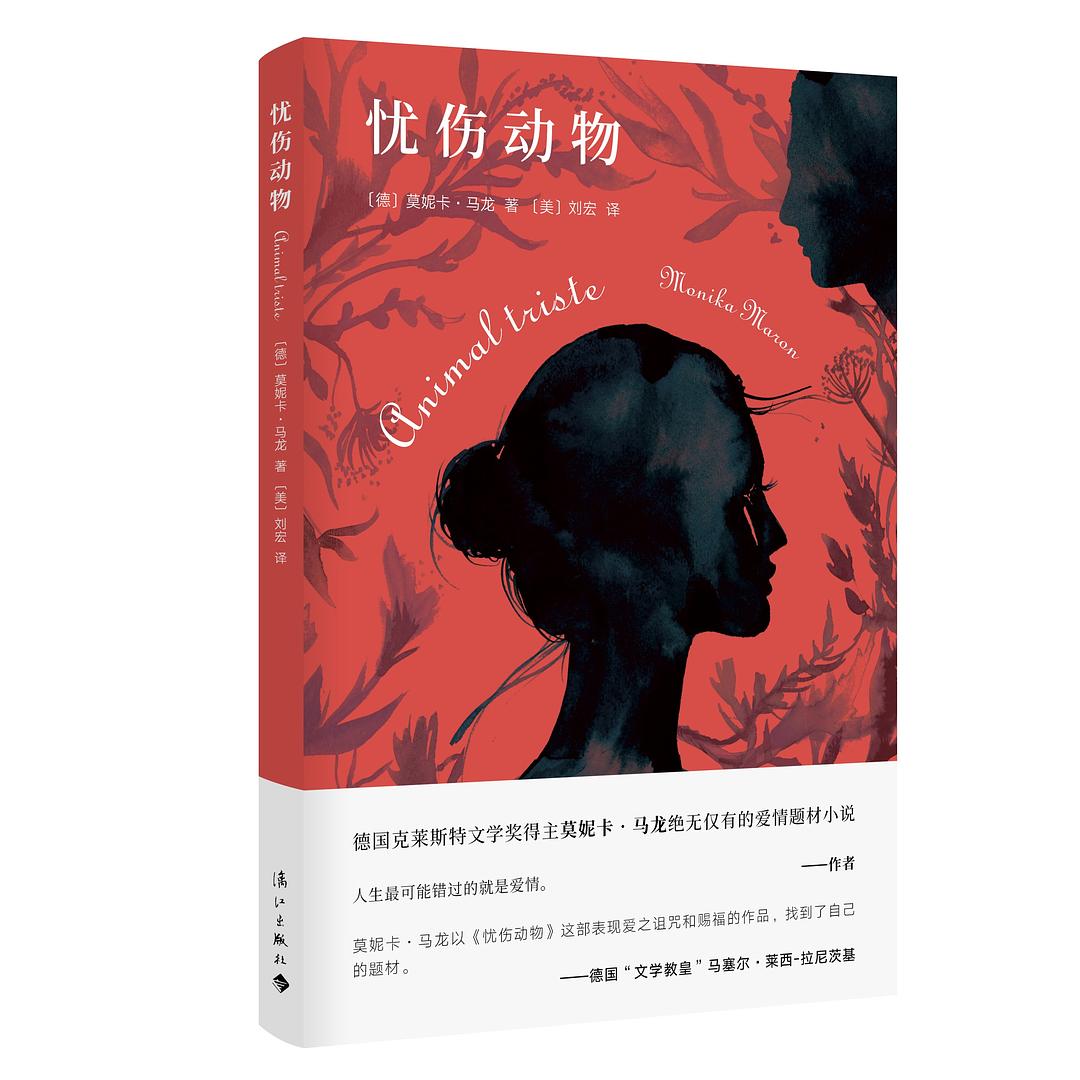 忧伤动物
Animal triste
［德］莫妮卡·马龙 著 ［美］刘宏 译
漓江出版社
忧伤动物
［德］莫妮卡·马龙 著 ［美］刘宏 译
Animal triste
Monika Maron
德国克莱斯特文学奖得主莫妮卡·马龙绝无仅有的爱情题材小说
人生最可能错过的就是爱情。
——作者
莫妮卡·马龙以《忧伤动物》这部表现爱之诅咒和赐福的作品，找到了自己
的题材。
——德国“文学教皇”马塞尔·莱西-拉尼茨基